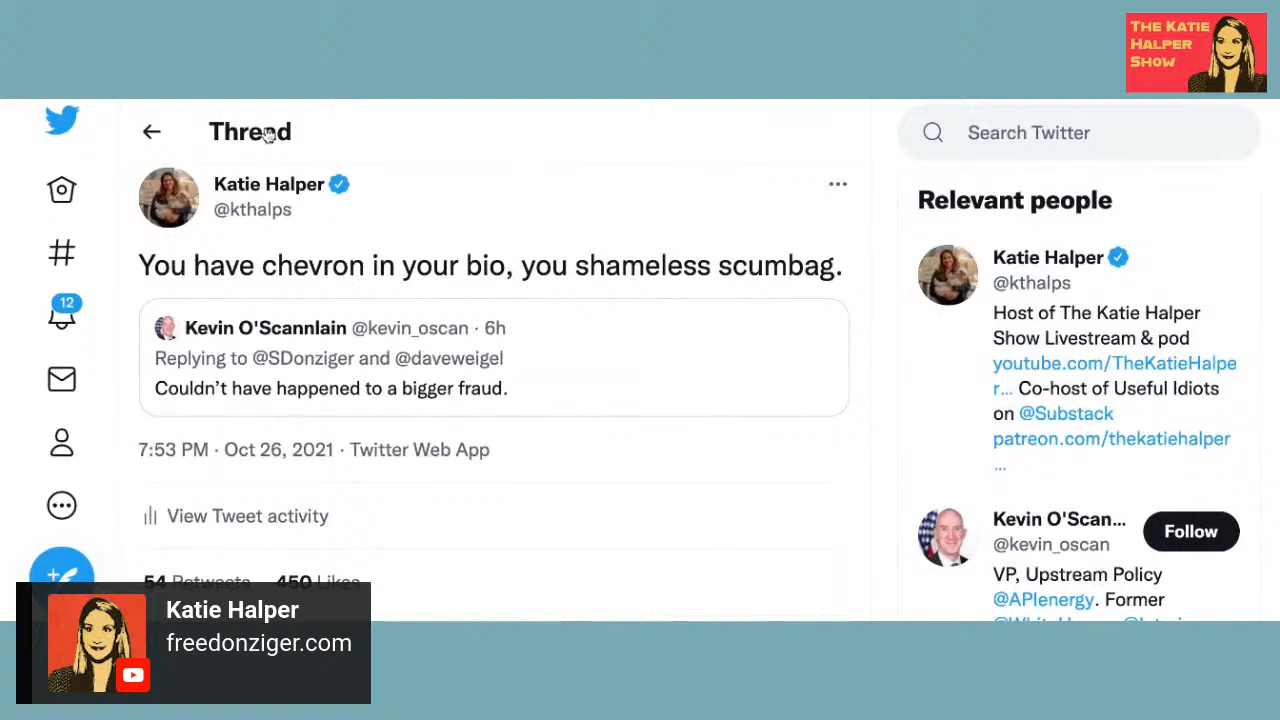 THE KATIE
HALPER
SHOW
Thread
Search Twitter
Katie Halper
@kthalps
You have chevron in your bio, you shameless scumbag.
Kevin O'Scannlain @kevin_oscan · 6h
Replying to @SDonziger and @daveweigel
Couldn't have happened to a bigger fraud.
7:53 PM · Oct 26, 2021 · Twitter Web App
View Tweet activity
54 Retweets 450 Likes
12
Relevant people
Katie Halper
@kthalps
Host of The Katie Halper
Show Livestream & pod
youtube.com/TheKatieHalpe
r... Co-host of Useful Idiots
on @Substack
patreon.com/thekatiehalper
...
Kevin O'Scan...
Follow
@kevin_oscan
VP, Upstream Policy
@APIenergy. Former
Katie Halper
freedonziger.com